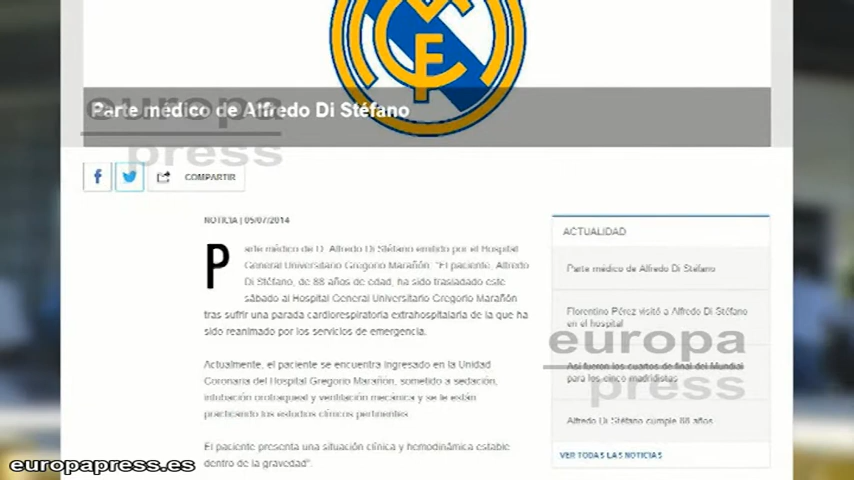 Parte médico de Alfredo Di Stéfano
europa
press
COMPARTIR
NOTICIA | 05/07/2014
Parte médico de D. Alfredo Di Stéfano emitido por el Hospital
General Universitario Gregorio Marañón: "El paciente, Alfredo
Di Stéfano, de 88 años de edad, ha sido trasladado este
sábado al Hospital General Universitario Gregorio Marañón
tras sufrir una parada cardiorespiratoria extrahospitalaria de la que ha
sido reanimado por los servicios de emergencia.
Actualmente, el paciente se encuentra ingresado en la Unidad
Coronaria del Hospital Gregorio Marañón, sometido a sedación,
intubación orotraqueal y ventilación mecánica y se le están
practicando los estudios clínicos pertinentes.
El paciente presenta una situación clínica y hemodinámica estable
dentro de la gravedad".
ACTUALIDAD
Parte médico de Alfredo Di Stéfano
Florentino Pérez visitó a Alfredo Di Stéfano
en el hospital
Así fueron los cuartos de final del Mundial
para los cinco madridistas
Alfredo Di Stéfano cumple 88 años
VER TODAS LAS NOTICIAS
europa
press
europapress.es